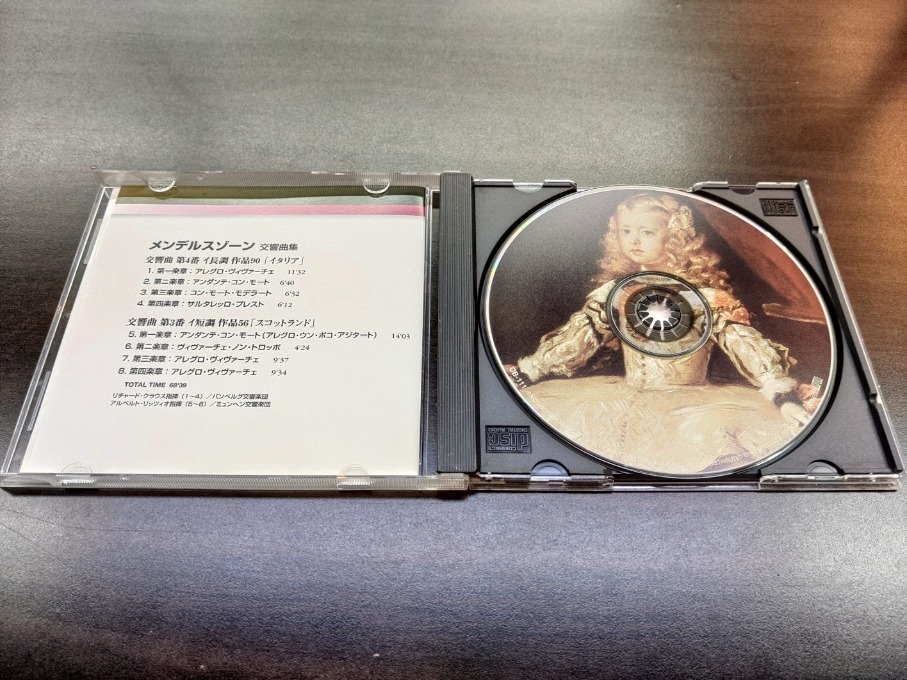 メンデルスゾーン 交響曲集
交響曲 第4番 イ長調 作品90「イタリア」
1. 第一楽章：アレグロ・ヴィヴァーチェ 11'32
2. 第二楽章：アンダンテ・コン・モート 6'40
3. 第三楽章：コン・モート・モデラート 6'32
4. 第四楽章：サルタレッロ・プレスト 6'12
交響曲 第3番 イ短調 作品56「スコットランド」
5. 第一楽章：アンダンテ・コン・モート（アレグロ・ウン・ポコ・アジタート） 14'03
6. 第二楽章：ヴィヴァーチェ・ノン・トロッポ 4'24
7. 第三楽章：アレグロ・ヴィヴァーチェ 9'37
8. 第四楽章：アレグロ・ヴィヴァーチェ 9'34
TOTAL TIME 68'39
リチャード・クラウス指揮（1〜4）／バンベルグ交響楽団
アルベルト・リッツィオ指揮（5〜8）／ミュンヘン交響楽団
CB-111
COMPACT
disc
DIGITAL AUDIO